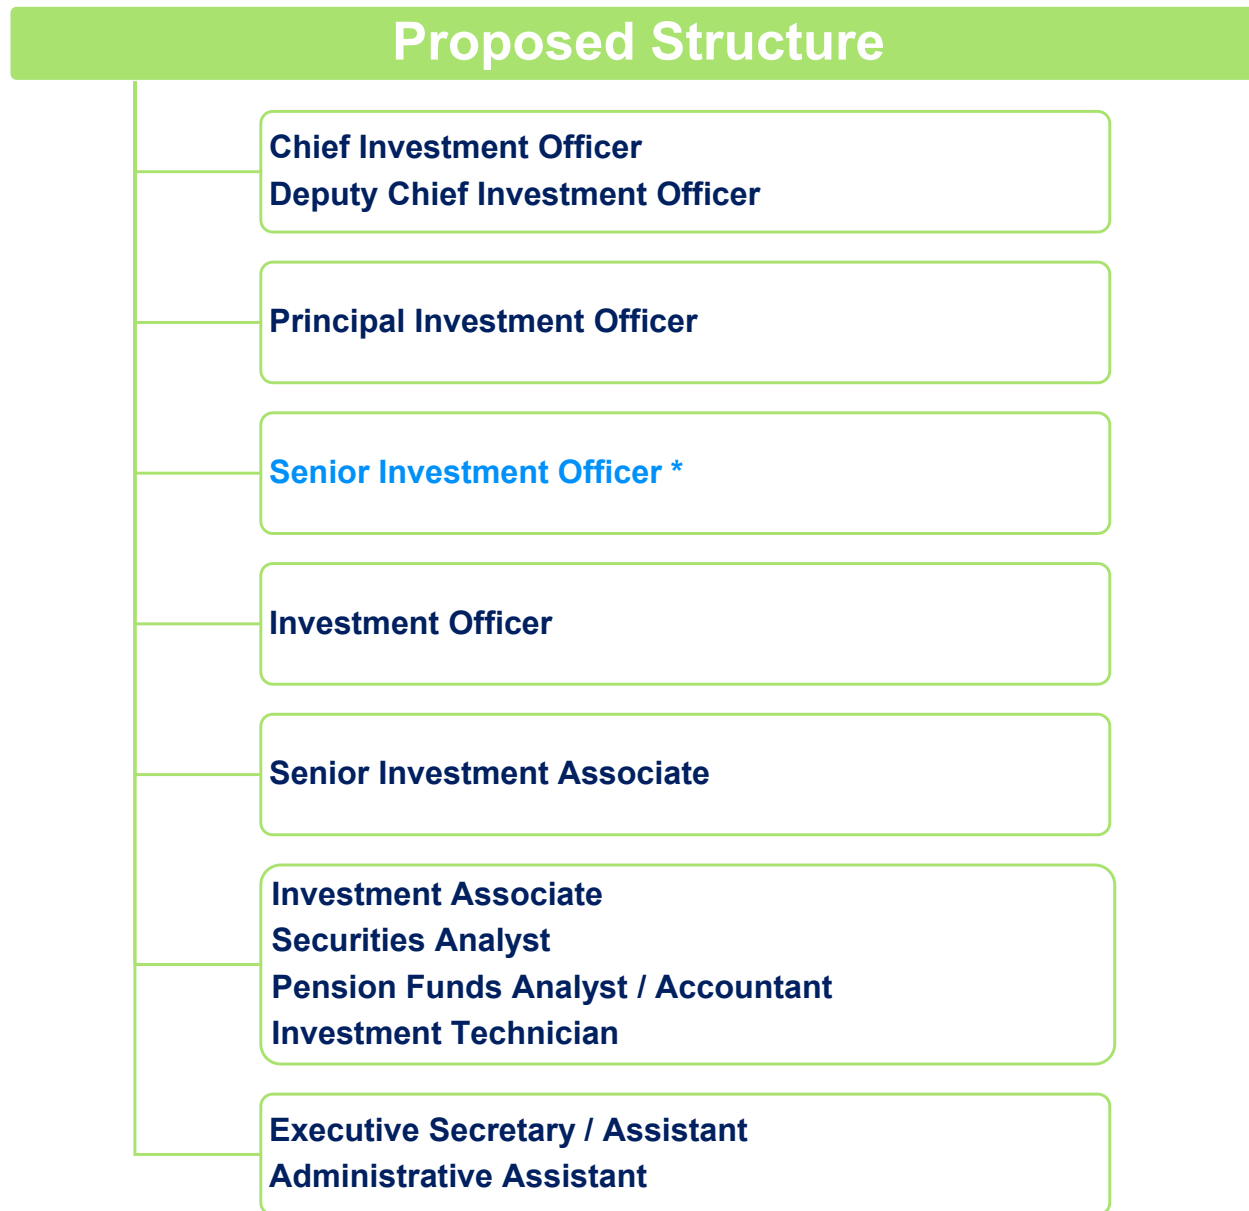 Proposed Structure
Chief Investment Officer
Deputy Chief Investment Officer
Principal Investment Officer
Senior Investment Officer *
Investment Officer
Senior Investment Associate
Investment Associate
Securities Analyst
Pension Funds Analyst / Accountant
Investment Technician
Executive Secretary / Assistant
Administrative Assistant